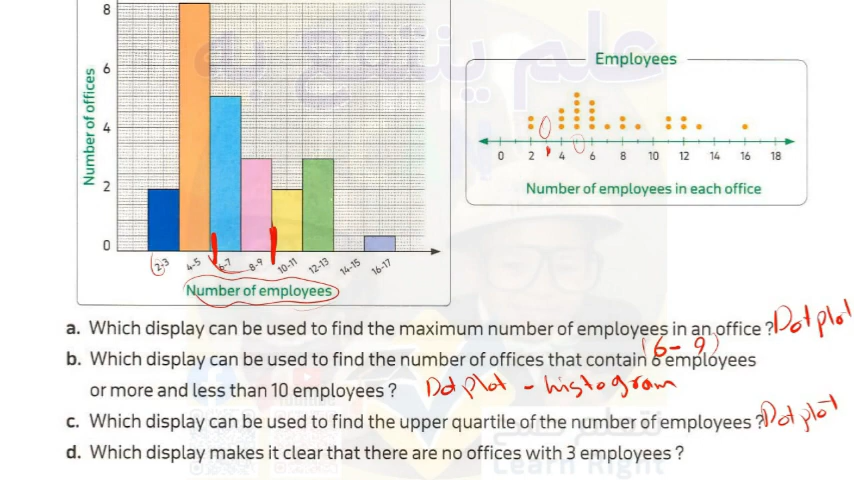 8
6
4
2
0
Number of offices
2-3 4-5 6-7 8-9 10-11 12-13 14-15 16-17
Number of employees
Employees
0 2 4 6 8 10 12 14 16 18
Number of employees in each office
a. Which display can be used to find the maximum number of employees in an office ? Dot plot
(6-9)
b. Which display can be used to find the number of offices that contain 6 employees
or more and less than 10 employees ? Dot plot - histogram
c. Which display can be used to find the upper quartile of the number of employees ? Dot plot
d. Which display makes it clear that there are no offices with 3 employees ?
علم ينتفع به
Learn Right